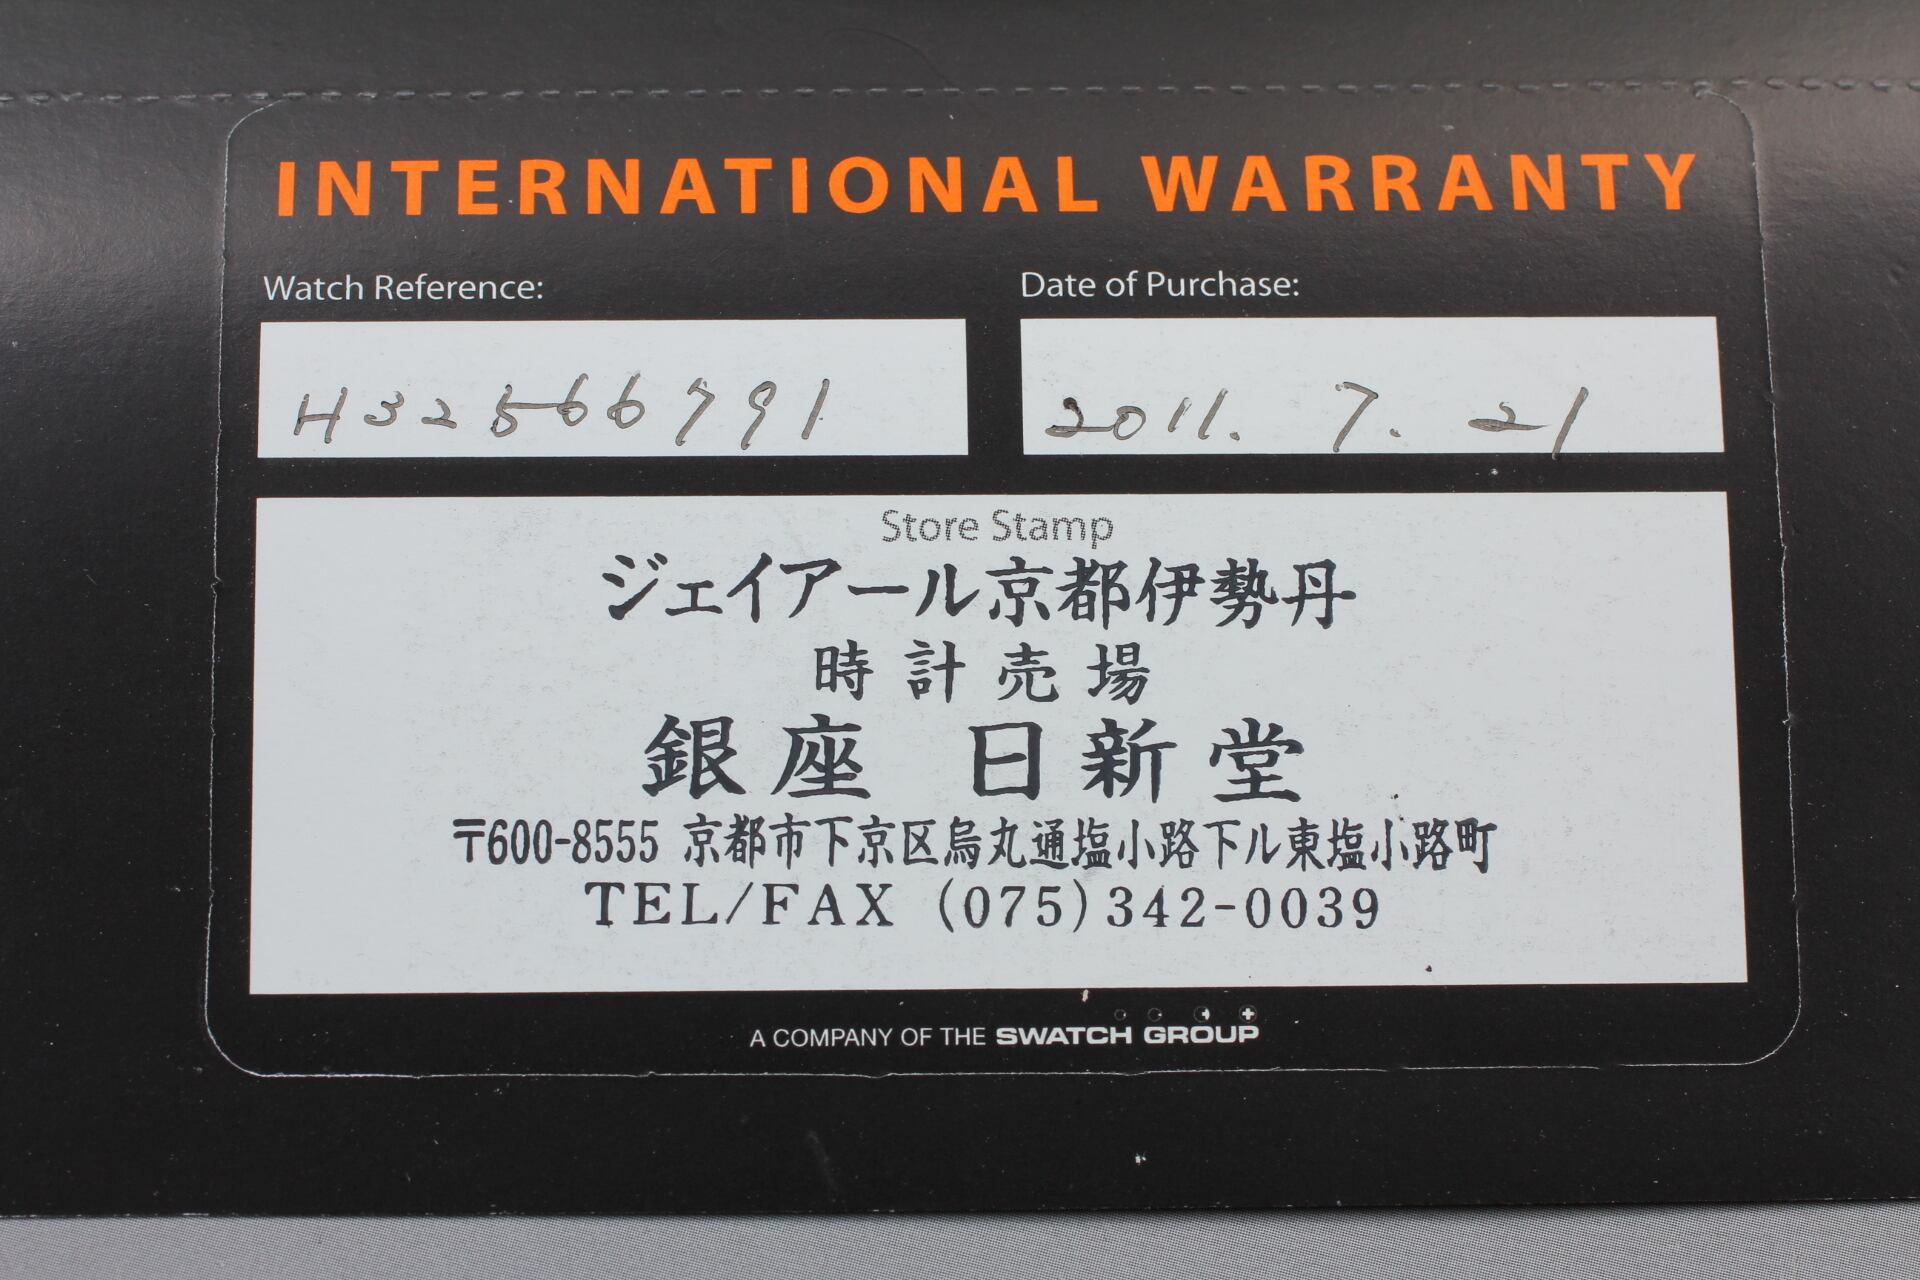 INTERNATIONAL WARRANTY
Watch Reference:
H32566791
Date of Purchase:
2011. 7. 21
Store Stamp
ジェイアール京都伊勢丹
時計売場
銀座 日新堂
〒600-8555 京都市下京区烏丸通塩小路下ル東塩小路町
TEL/FAX (075)342-0039
A COMPANY OF THE SWATCH GROUP